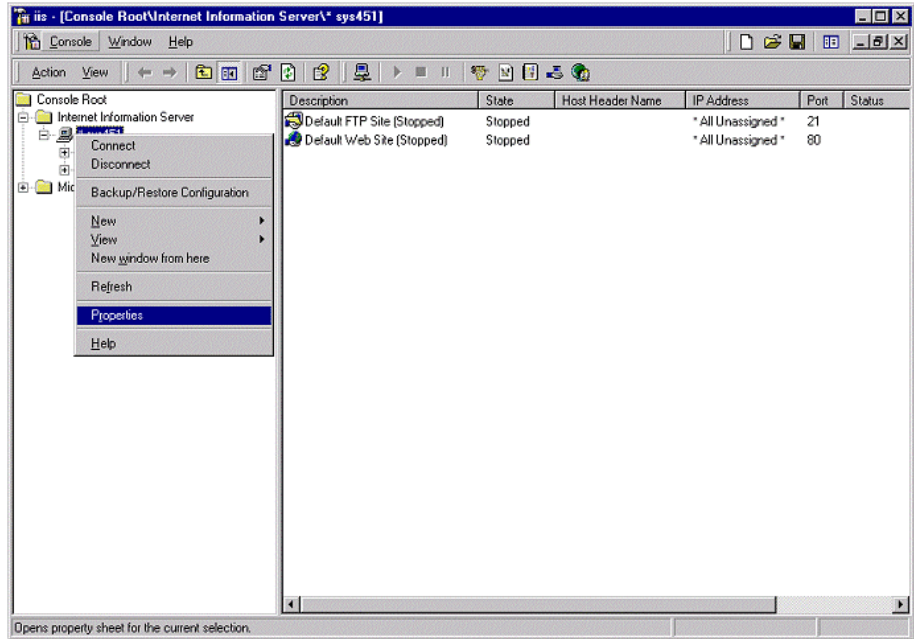 iis - [Console Root\Internet Information Server\* sys451]
Console Window Help
Action View
Console Root
Internet Information Server
Mic
Connect
Disconnect
Backup/Restore Configuration
New
View
New window from here
Refresh
Properties
Help
Description State Host Header Name IP Address Port Status
Default FTP Site (Stopped) Stopped * All Unassigned * 21
Default Web Site (Stopped) Stopped * All Unassigned * 80
Opens property sheet for the current selection.